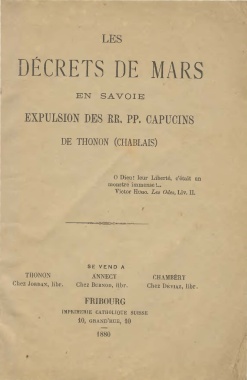 LES
DÉCRETS DE MARS
EN SAVOIE
EXPULSION DES RR. PP. CAPUCINS
DE THONON (CHABLAIS)
O Dieu! leur Liberté, c'était un
monstre immense!..
Victor Hugo. Les Odes, Liv. II.
SE VEND A
THONON ANNECY CHAMBÉRY
Chez Jordan, libr. Chez Burnod, libr. Chez libr.
FRIBOURG
IMPRIMERIE CATHOLIQUE SUISSE
10, GRAND'RUE, 10
1880